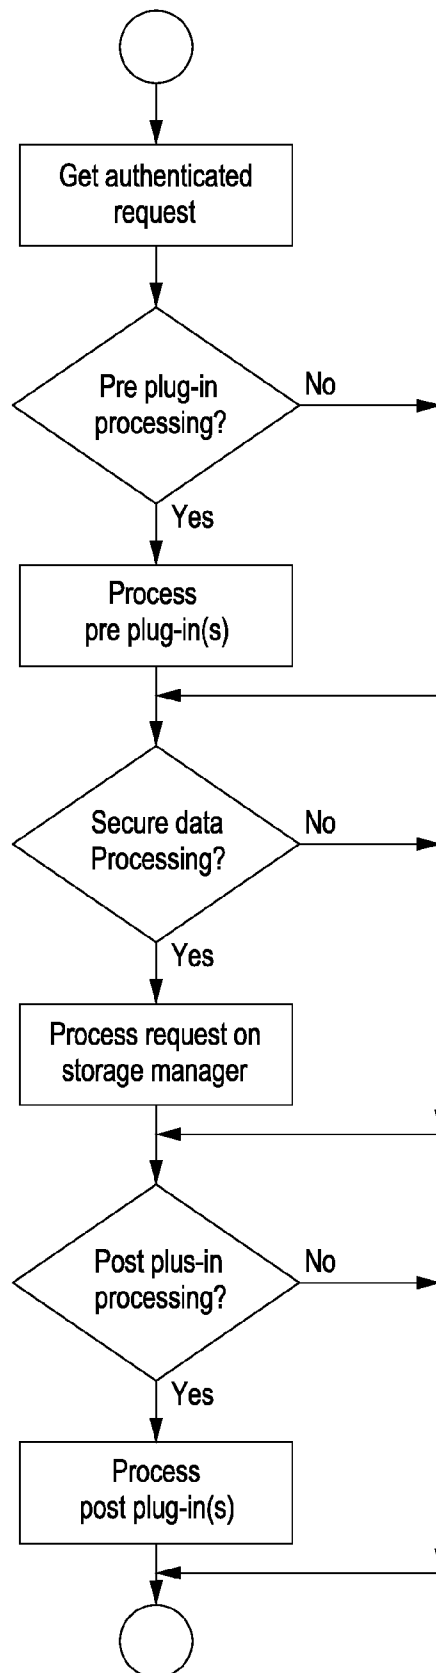 Get authenticated
request
Pre plug-in
processing?
No
Yes
Process
pre plug-in(s)
Secure data
Processing?
No
Yes
Process request on
storage manager
Post plus-in
processing?
No
Yes
Process
post plug-in(s)